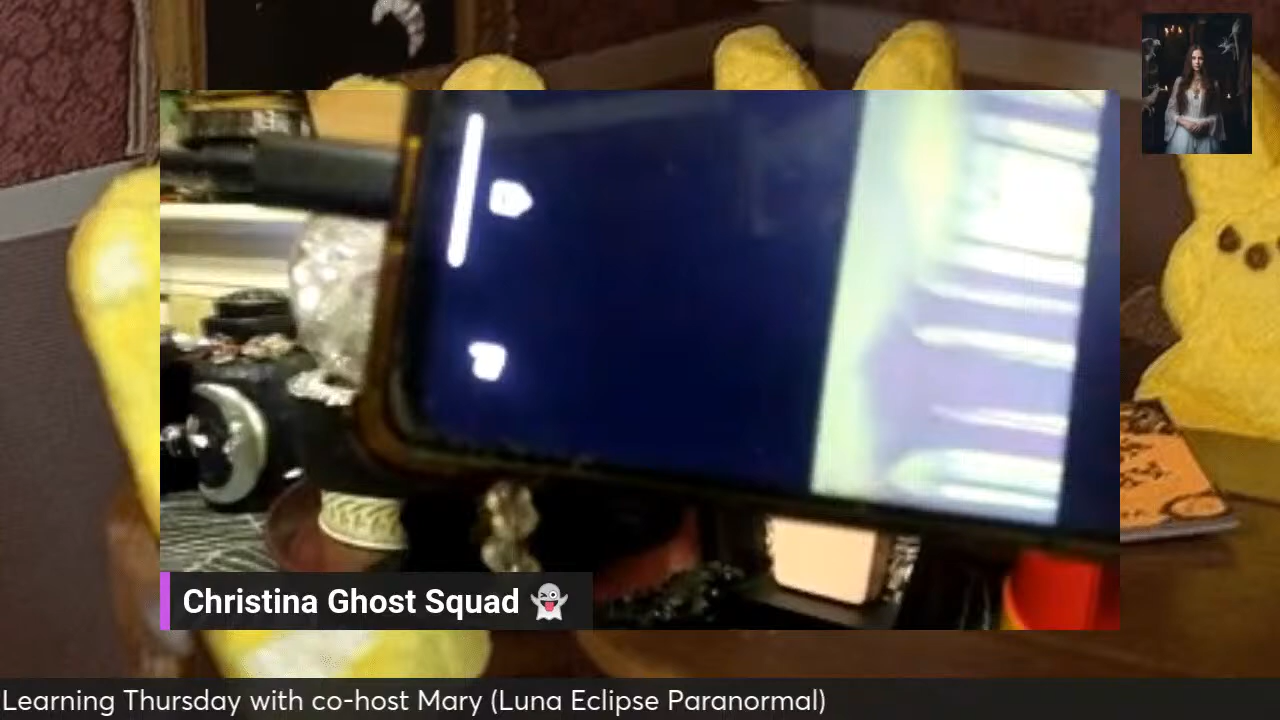 Christina Ghost Squad 👻
Learning Thursday with co-host Mary (Luna Eclipse Paranormal)